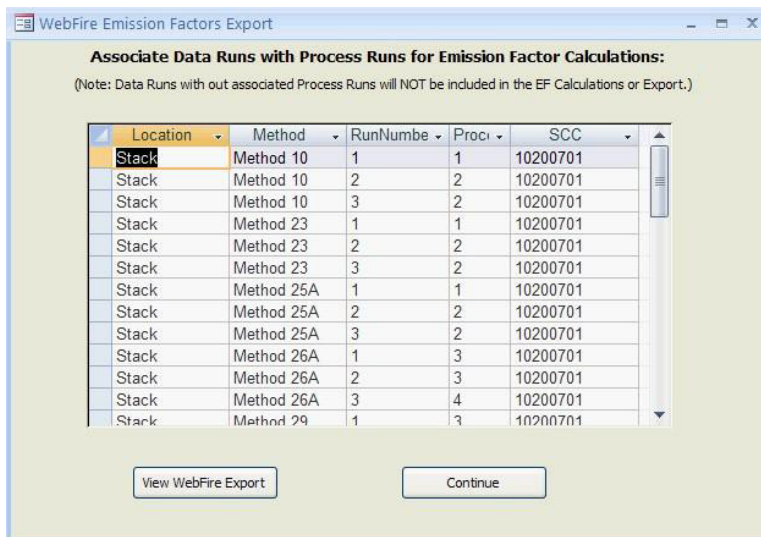 WebFire Emission Factors Export
Associate Data Runs with Process Runs for Emission Factor Calculations:
(Note: Data Runs with out associated Process Runs will NOT be included in the EF Calculations or Export.)
Location Method RunNumbe Proc SCC
Stack Method 10 1 1 10200701
Stack Method 10 2 2 10200701
Stack Method 10 3 2 10200701
Stack Method 23 1 1 10200701
Stack Method 23 2 2 10200701
Stack Method 23 3 2 10200701
Stack Method 25A 1 1 10200701
Stack Method 25A 2 2 10200701
Stack Method 25A 3 2 10200701
Stack Method 26A 1 3 10200701
Stack Method 26A 2 3 10200701
Stack Method 26A 3 4 10200701
Stack Method 29 1 3 10200701
View WebFire Export Continue